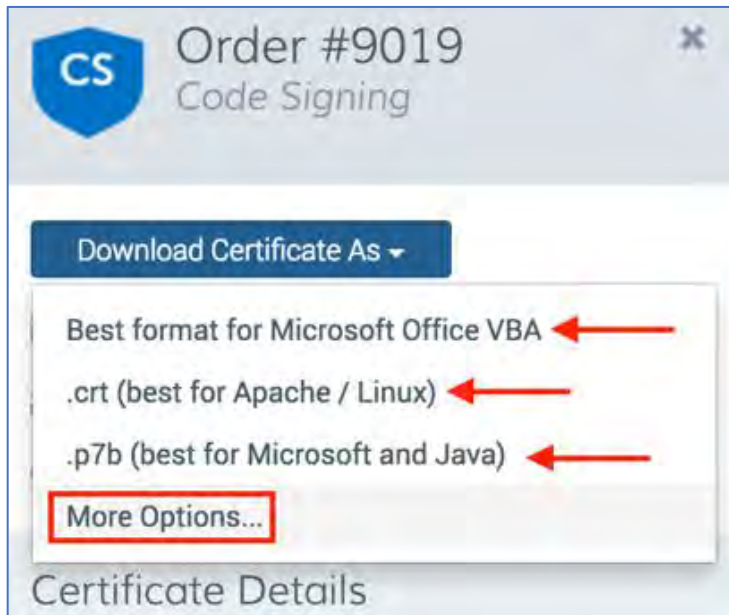 CS
Order #9019
Code Signing
Download Certificate As
Best format for Microsoft Office VBA
.crt (best for Apache / Linux)
.p7b (best for Microsoft and Java)
More Options...
Certificate Details